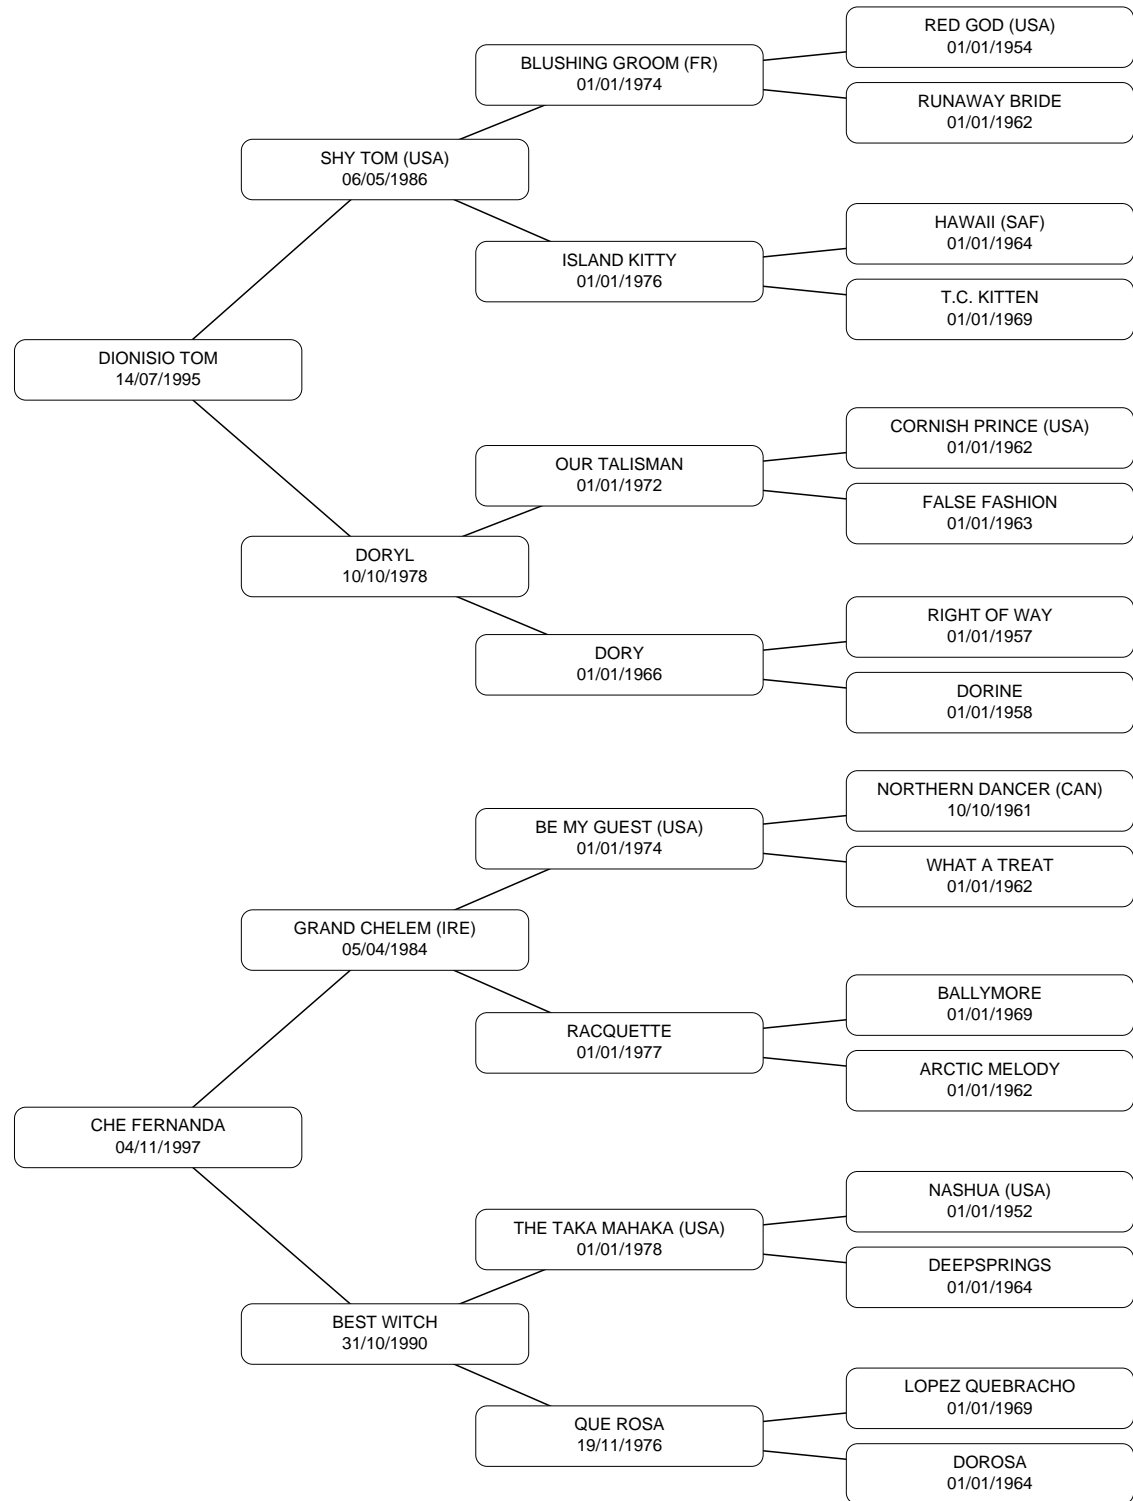 RED GOD (USA)
01/01/1954
BLUSHING GROOM (FR)
01/01/1974
RUNAWAY BRIDE
01/01/1962
SHY TOM (USA)
06/05/1986
HAWAII (SAF)
01/01/1964
ISLAND KITTY
01/01/1976
T.C. KITTEN
01/01/1969
DIONISIO TOM
14/07/1995
CORNISH PRINCE (USA)
01/01/1962
OUR TALISMAN
01/01/1972
FALSE FASHION
01/01/1963
DORYL
10/10/1978
RIGHT OF WAY
01/01/1957
DORY
01/01/1966
DORINE
01/01/1958
NORTHERN DANCER (CAN)
10/10/1961
BE MY GUEST (USA)
01/01/1974
WHAT A TREAT
01/01/1962
GRAND CHELEM (IRE)
05/04/1984
BALLYMORE
01/01/1969
RACQUETTE
01/01/1977
ARCTIC MELODY
01/01/1962
CHE FERNANDA
04/11/1997
NASHUA (USA)
01/01/1952
THE TAKA MAHAKA (USA)
01/01/1978
DEEPSPRINGS
01/01/1964
BEST WITCH
31/10/1990
LOPEZ QUEBRACHO
01/01/1969
QUE ROSA
19/11/1976
DOROSA
01/01/1964